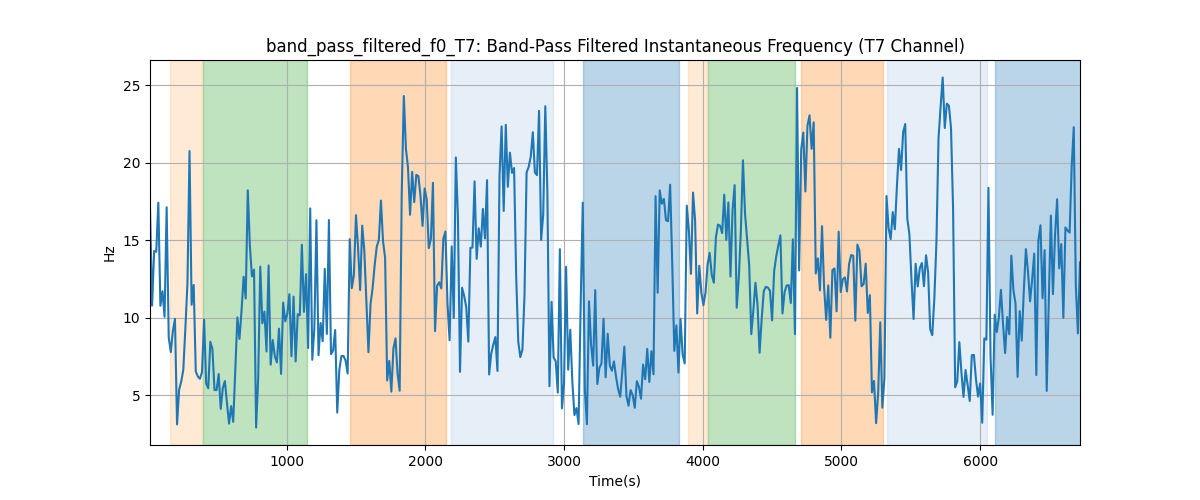 band_pass_filtered_f0_T7: Band-Pass Filtered Instantaneous Frequency (T7 Channel)
25
20
15
10
5
Hz
1000 2000 3000 4000 5000 6000
Time(s)